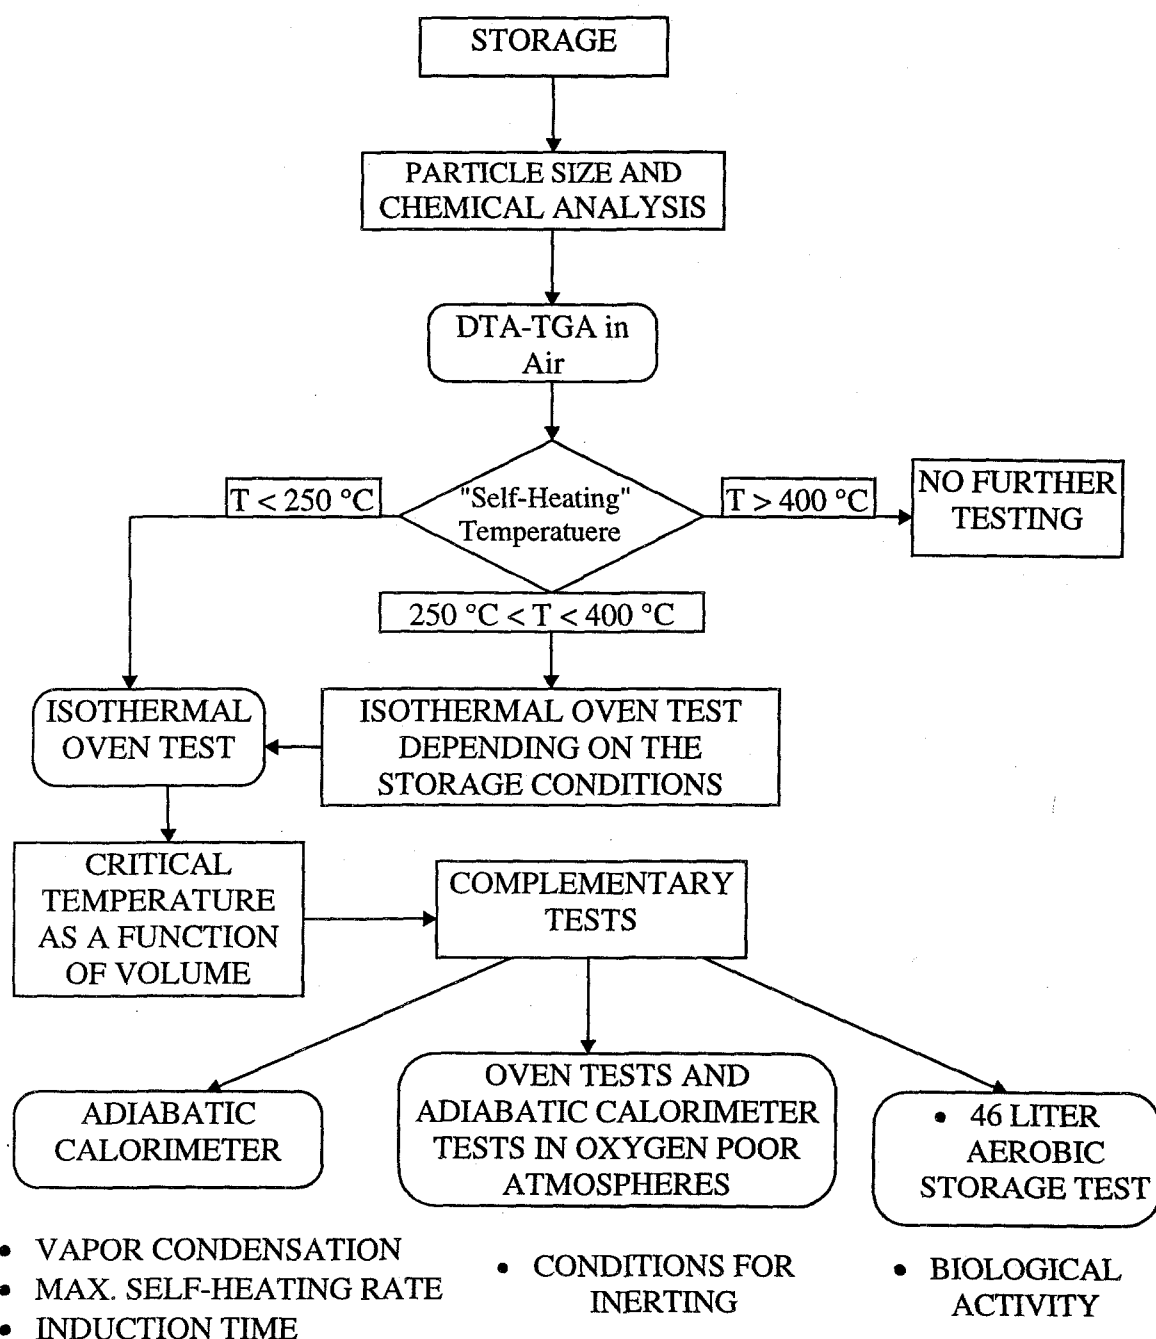 STORAGE
PARTICLE SIZE AND
CHEMICAL ANALYSIS
DTA-TGA in
Air
"Self-Heating"
Temperatuere
T < 250 °C
T > 400 °C
NO FURTHER
TESTING
250 °C < T < 400 °C
ISOTHERMAL
OVEN TEST
ISOTHERMAL OVEN TEST
DEPENDING ON THE
STORAGE CONDITIONS
CRITICAL
TEMPERATURE
AS A FUNCTION
OF VOLUME
COMPLEMENTARY
TESTS
ADIABATIC
CALORIMETER
OVEN TESTS AND
ADIABATIC CALORIMETER
TESTS IN OXYGEN POOR
ATMOSPHERES
• 46 LITER
AEROBIC
STORAGE TEST
• VAPOR CONDENSATION
• MAX. SELF-HEATING RATE
• INDUCTION TIME
• CONDITIONS FOR
INERTING
• BIOLOGICAL
ACTIVITY